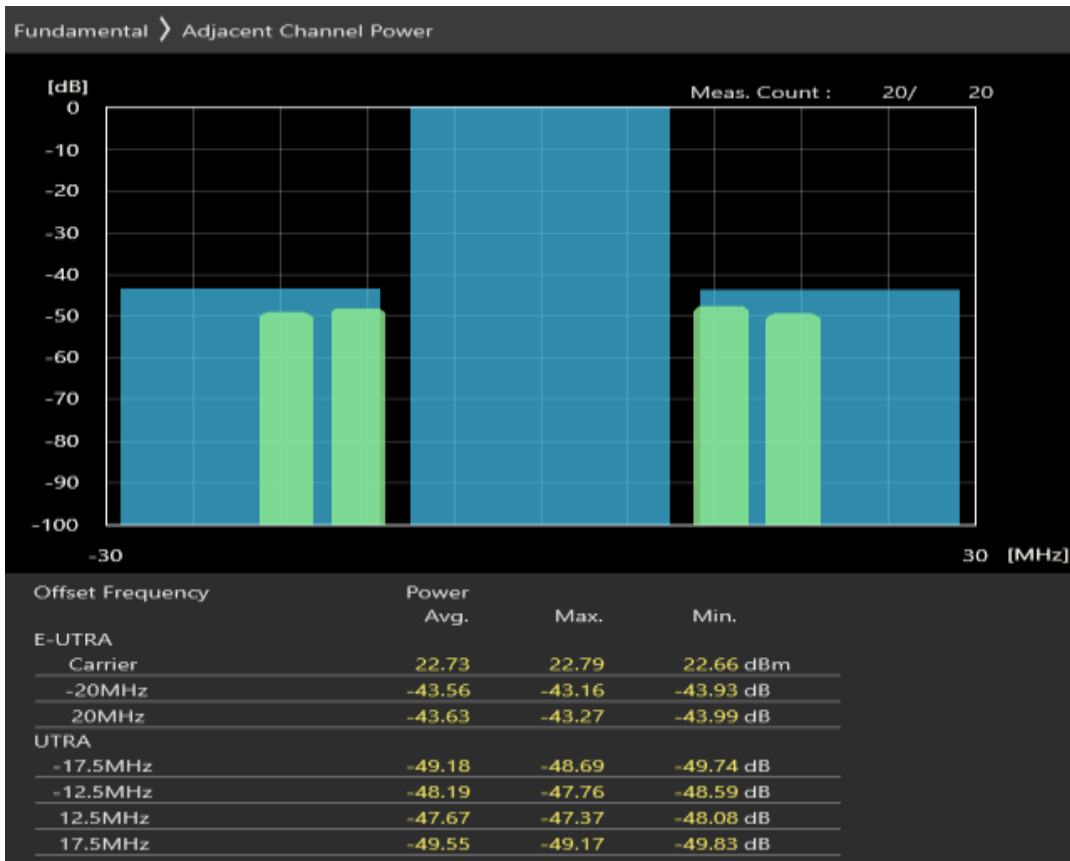 Fundamental 》 Adjacent Channel Power
[dB]
Meas. Count : 20/ 20
0
-10
-20
-30
-40
-50
-60
-70
-80
-90
-100
-30 30 [MHz]
Offset Frequency Power
Avg. Max. Min.
E-UTRA
Carrier 22.73 22.79 22.66 dBm
-20MHz -43.56 -43.16 -43.93 dB
20MHz -43.63 -43.27 -43.99 dB
UTRA
-17.5MHz -49.18 -48.69 -49.74 dB
-12.5MHz -48.19 -47.76 -48.59 dB
12.5MHz -47.67 -47.37 -48.08 dB
17.5MHz -49.55 -49.17 -49.83 dB